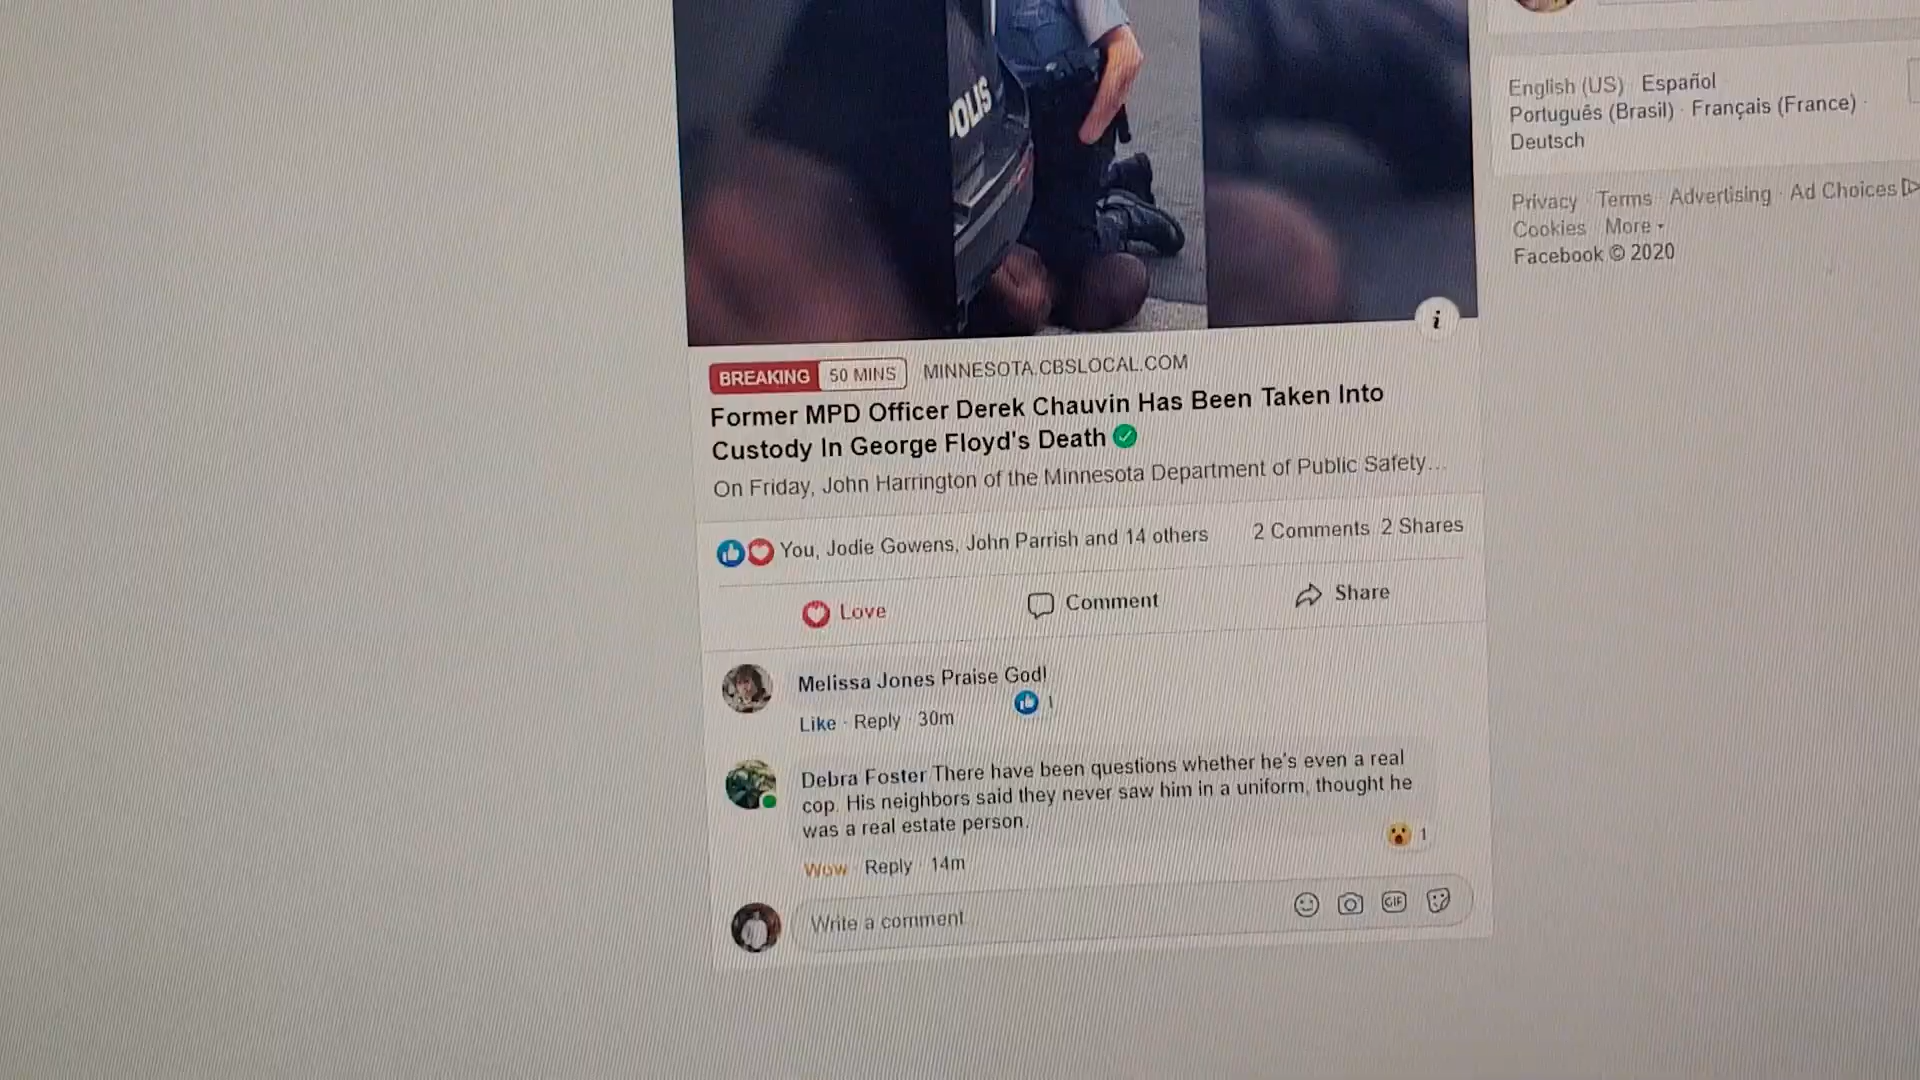 POLIS
English (US) · Español
Português (Brasil) · Français (France) ·
Deutsch
Privacy · Terms · Advertising · Ad Choices
Cookies · More
Facebook © 2020
i
BREAKING 50 MINS MINNESOTA.CBSLOCAL.COM
Former MPD Officer Derek Chauvin Has Been Taken Into
Custody In George Floyd's Death
On Friday, John Harrington of the Minnesota Department of Public Safety...
You, Jodie Gowens, John Parrish and 14 others 2 Comments 2 Shares
Love Comment Share
Melissa Jones Praise God!
1
Like · Reply · 30m
Debra Foster There have been questions whether he's even a real
cop. His neighbors said they never saw him in a uniform, thought he
was a real estate person.
1
Wow · Reply · 14m
Write a comment...
GIF